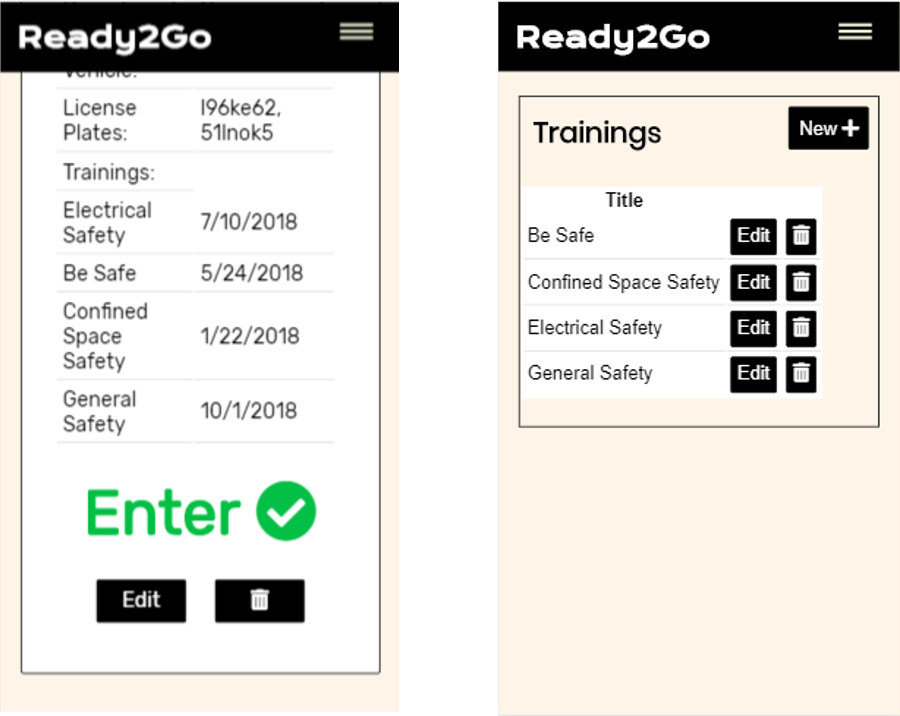 Ready2Go
Vehicle:
License
Plates:
I96ke62,
51lnok5
Trainings:
Electrical
Safety
7/10/2018
Be Safe
5/24/2018
Confined
Space
Safety
1/22/2018
General
Safety
10/1/2018
Enter
Edit
Ready2Go
Trainings
New
Title
Be Safe
Edit
Confined Space Safety
Edit
Electrical Safety
Edit
General Safety
Edit